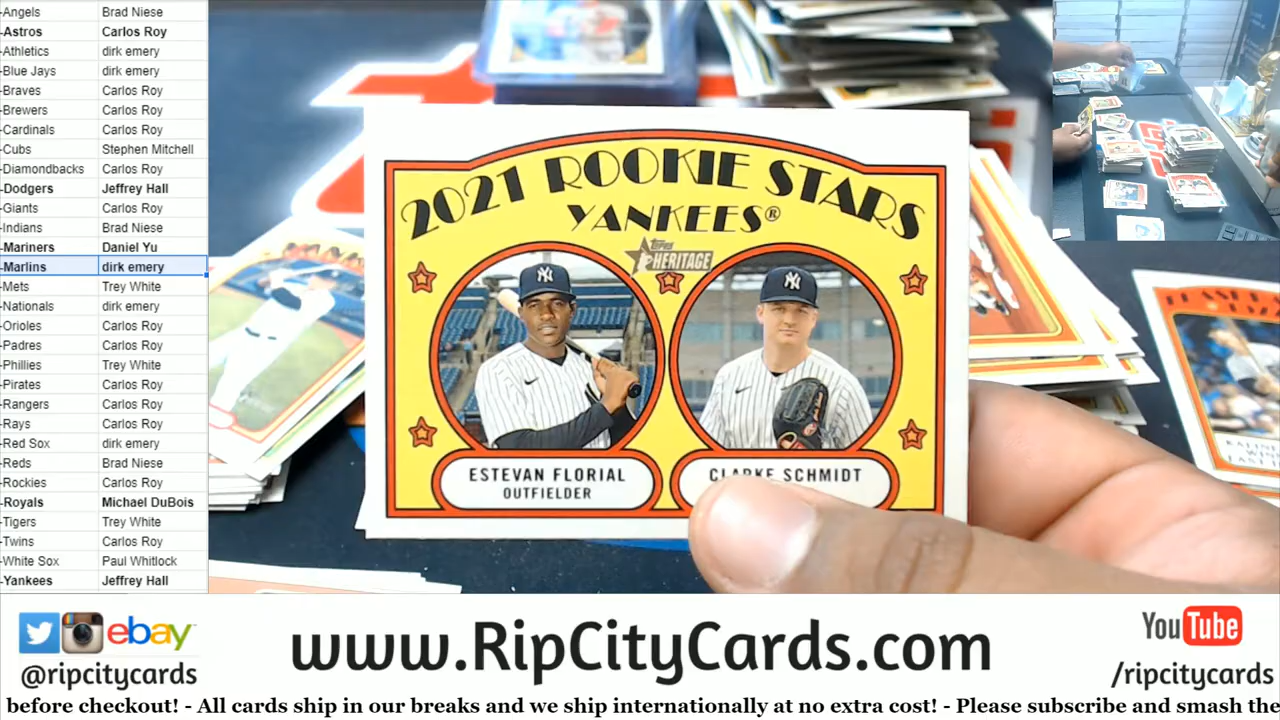 -Angels Brad Niese
-Astros Carlos Roy
-Athletics dirk emery
-Blue Jays dirk emery
-Braves Carlos Roy
-Brewers Carlos Roy
-Cardinals Carlos Roy
-Cubs Stephen Mitchell
-Diamondbacks Carlos Roy
-Dodgers Jeffrey Hall
-Giants Carlos Roy
-Indians Brad Niese
-Mariners Daniel Yu
-Marlins dirk emery
-Mets Trey White
-Nationals dirk emery
-Orioles Carlos Roy
-Padres Carlos Roy
-Phillies Trey White
-Pirates Carlos Roy
-Rangers Carlos Roy
-Rays Carlos Roy
-Red Sox dirk emery
-Reds Brad Niese
-Rockies Carlos Roy
-Royals Michael DuBois
-Tigers Trey White
-Twins Carlos Roy
-White Sox Paul Whitlock
-Yankees Jeffrey Hall
2021 ROOKIE STARS
YANKEES®
TOPPS
HERITAGE
ESTEVAN FLORIAL
OUTFIELDER
CLARKE SCHMIDT
ebay
@ripcitycards
www.RipCityCards.com
YouTube
/ripcitycards
before checkout! - All cards ship in our breaks and we ship internationally at no extra cost! - Please subscribe and smash the